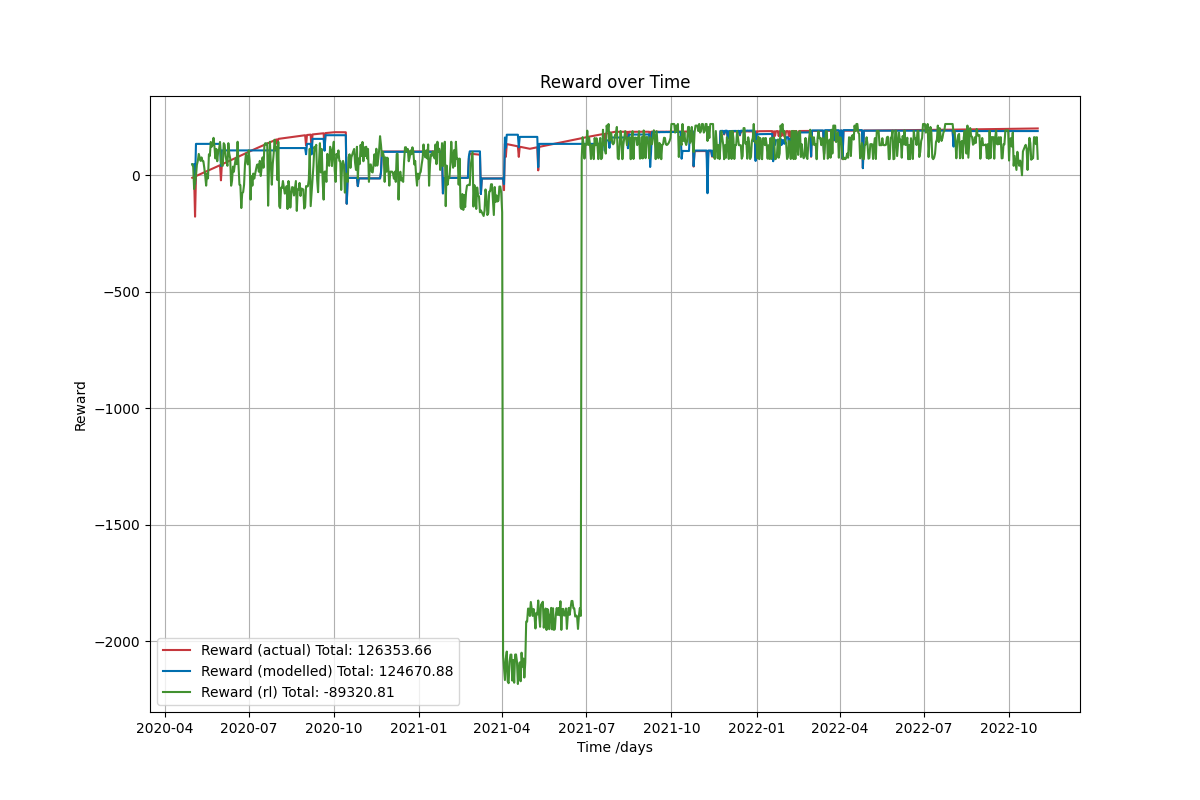 Reward over Time
Reward
0
−500
−1000
−1500
−2000
Reward (actual) Total: 126353.66
Reward (modelled) Total: 124670.88
Reward (rl) Total: -89320.81
2020-04 2020-07 2020-10 2021-01 2021-04 2021-07 2021-10 2022-01 2022-04 2022-07 2022-10
Time /days